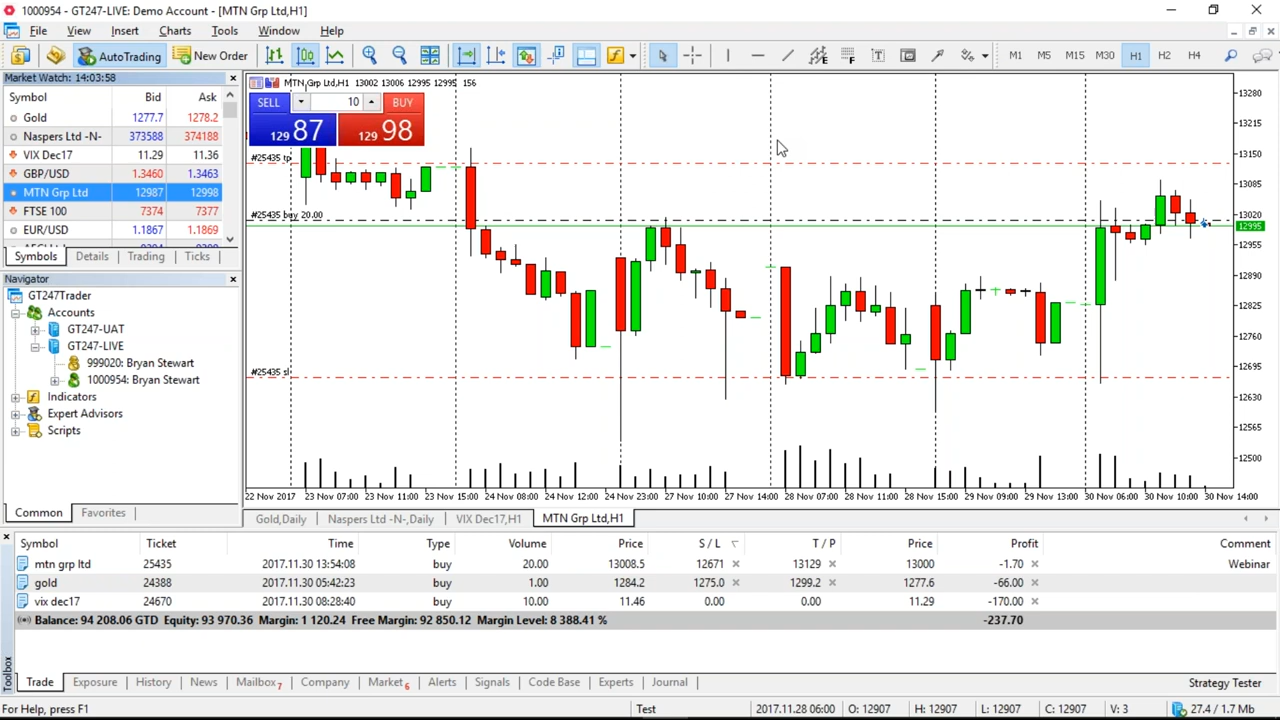 1000954 - GT247-LIVE: Demo Account - [MTN Grp Ltd,H1]
File View Insert Charts Tools Window Help
AutoTrading New Order M1 M5 M15 M30 H1 H2 H4
Market Watch: 14:03:58
Symbol Bid Ask
Gold 1277.7 1278.2
Naspers Ltd -N- 373588 374188
VIX Dec17 11.29 11.36
GBP/USD 1.3460 1.3463
MTN Grp Ltd 12987 12998
FTSE 100 7374 7377
EUR/USD 1.1867 1.1869
Symbols Details Trading Ticks
Navigator
GT247Trader
Accounts
GT247-UAT
GT247-LIVE
999020: Bryan Stewart
1000954: Bryan Stewart
Indicators
Expert Advisors
Scripts
Common Favorites
MTN Grp Ltd,H1 13002 13006 12995 12995 156
SELL 10 BUY
129 87 129 98
#25435 tp
#25435 buy 20.00
#25435 sl
13280
13215
13150
13085
13020
12995
12955
12890
12825
12760
12695
12630
12565
12500
22 Nov 2017 23 Nov 07:00 23 Nov 11:00 23 Nov 15:00 24 Nov 08:00 24 Nov 12:00 24 Nov 23:00 27 Nov 10:00 27 Nov 14:00 28 Nov 07:00 28 Nov 11:00 28 Nov 15:00 29 Nov 09:00 29 Nov 13:00 30 Nov 06:00 30 Nov 10:00 30 Nov 14:00
Gold,Daily Naspers Ltd -N-,Daily VIX Dec17,H1 MTN Grp Ltd,H1
Symbol Ticket Time Type Volume Price S / L T / P Price Profit Comment
mtn grp ltd 25435 2017.11.30 13:54:08 buy 20.00 13008.5 12671 13129 13000 -1.70 Webinar
gold 24388 2017.11.30 05:42:23 buy 1.00 1284.2 1275.0 1299.2 1277.6 -66.00
vix dec17 24670 2017.11.30 08:28:40 buy 10.00 11.46 0.00 0.00 11.29 -170.00
Balance: 94 208.06 GTD Equity: 93 970.36 Margin: 1 120.24 Free Margin: 92 850.12 Margin Level: 8 388.41 % -237.70
Toolbox
Trade Exposure History News Mailbox 7 Company Market 6 Alerts Signals Code Base Experts Journal Strategy Tester
For Help, press F1 Test 2017.11.28 06:00 O: 12907 H: 12907 L: 12907 C: 12907 V: 3 27.4 / 1.7 Mb